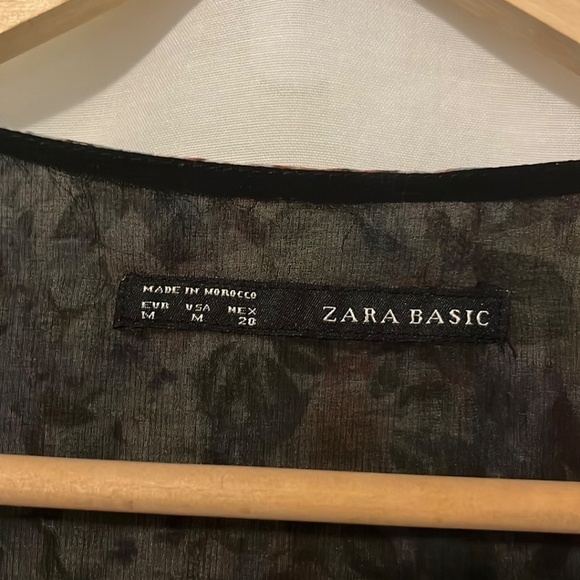 MADE IN MOROCCO
EUR USA MEX
M M 28
ZARA BASIC